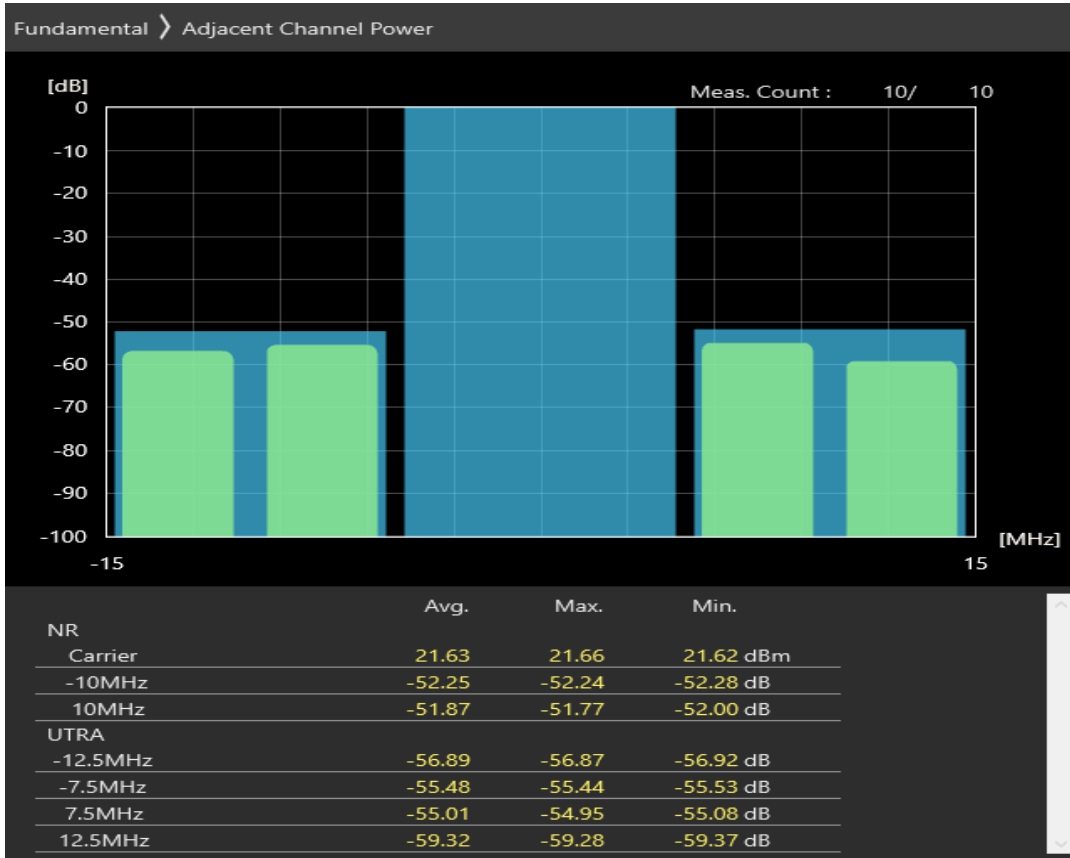 Fundamental ❭ Adjacent Channel Power
[dB]
Meas. Count : 10/ 10
0
-10
-20
-30
-40
-50
-60
-70
-80
-90
-100
[MHz]
-15 15
Avg. Max. Min.
NR
Carrier 21.63 21.66 21.62 dBm
-10MHz -52.25 -52.24 -52.28 dB
10MHz -51.87 -51.77 -52.00 dB
UTRA
-12.5MHz -56.89 -56.87 -56.92 dB
-7.5MHz -55.48 -55.44 -55.53 dB
7.5MHz -55.01 -54.95 -55.08 dB
12.5MHz -59.32 -59.28 -59.37 dB